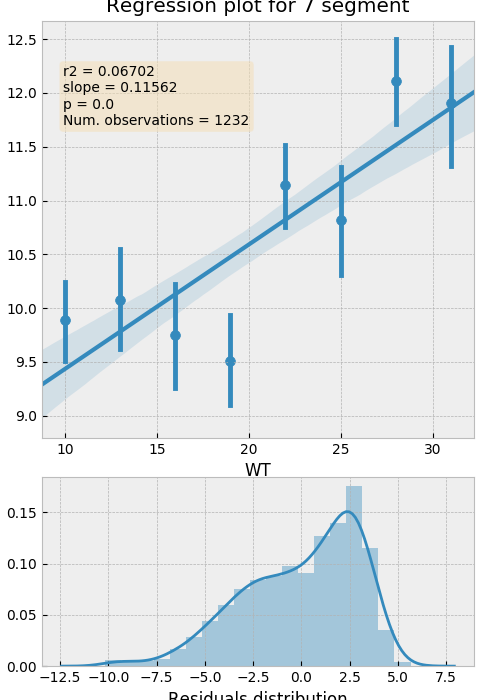 Regression plot for 7 segment
12.5
r2 = 0.06702
slope = 0.11562
p = 0.0
Num. observations = 1232
12.0
11.5
11.0
10.5
10.0
9.5
9.0
10 15 20 25 30
WT
0.15
0.10
0.05
0.00
−12.5 −10.0 −7.5 −5.0 −2.5 0.0 2.5 5.0 7.5
Residuals distribution